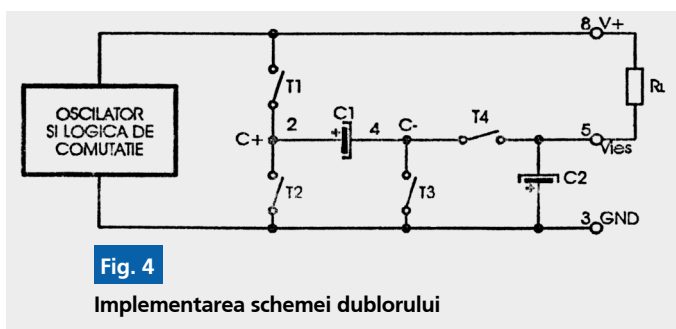 8 V+
T1
RL
OSCILATOR
SI LOGICA DE
COMUTATIE
C1
T4
C+ 2 + 4 C-
5
Vies
T2
T3
C2
+
3 GND
Fig. 4
Implementarea schemei dublorului